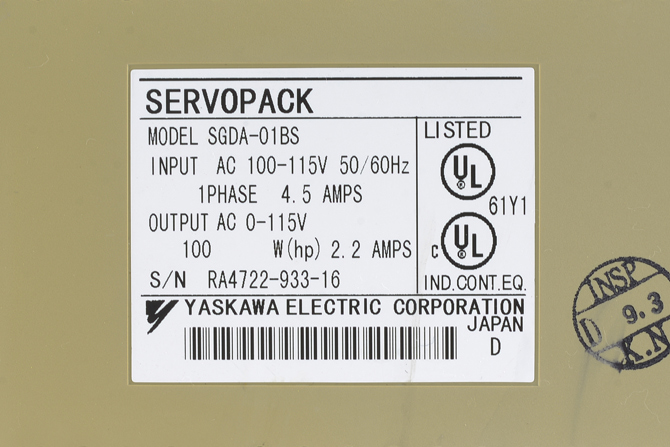 SERVOPACK
MODEL SGDA-01BS
INPUT AC 100-115V 50/60Hz
1PHASE 4.5 AMPS
OUTPUT AC 0-115V
100 W(hp) 2.2 AMPS
S/N RA4722-933-16
LISTED
UL
61Y1
c UL
IND.CONT.EQ.
YASKAWA ELECTRIC CORPORATION
JAPAN
D
INSP
D 9.3
K.N